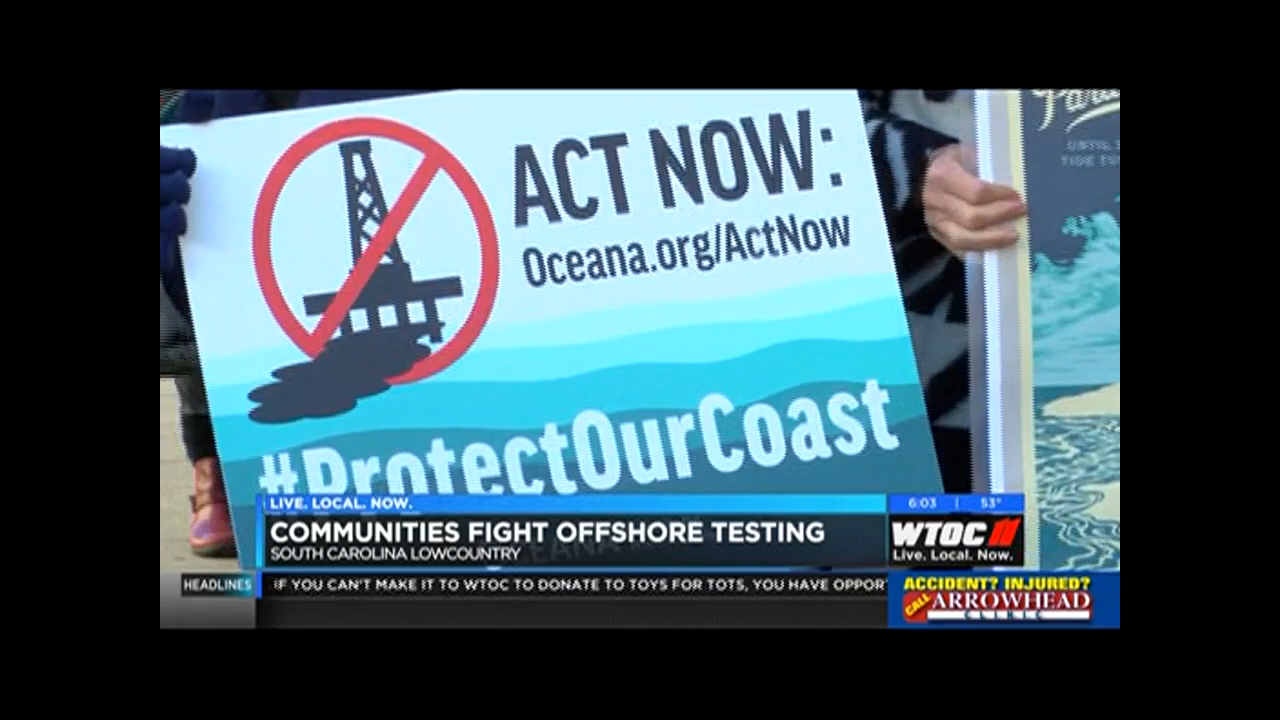 ACT NOW:
Oceana.org/ActNow
#ProtectOurCoast
LIVE. LOCAL. NOW.
COMMUNITIES FIGHT OFFSHORE TESTING
SOUTH CAROLINA LOWCOUNTRY
6:03 | 53°
WTOC 11
Live. Local. Now.
HEADLINES
IF YOU CAN'T MAKE IT TO WTOC TO DONATE TO TOYS FOR TOTS, YOU HAVE OPPOR
ACCIDENT? INJURED?
CALL ARROWHEAD
CLINIC